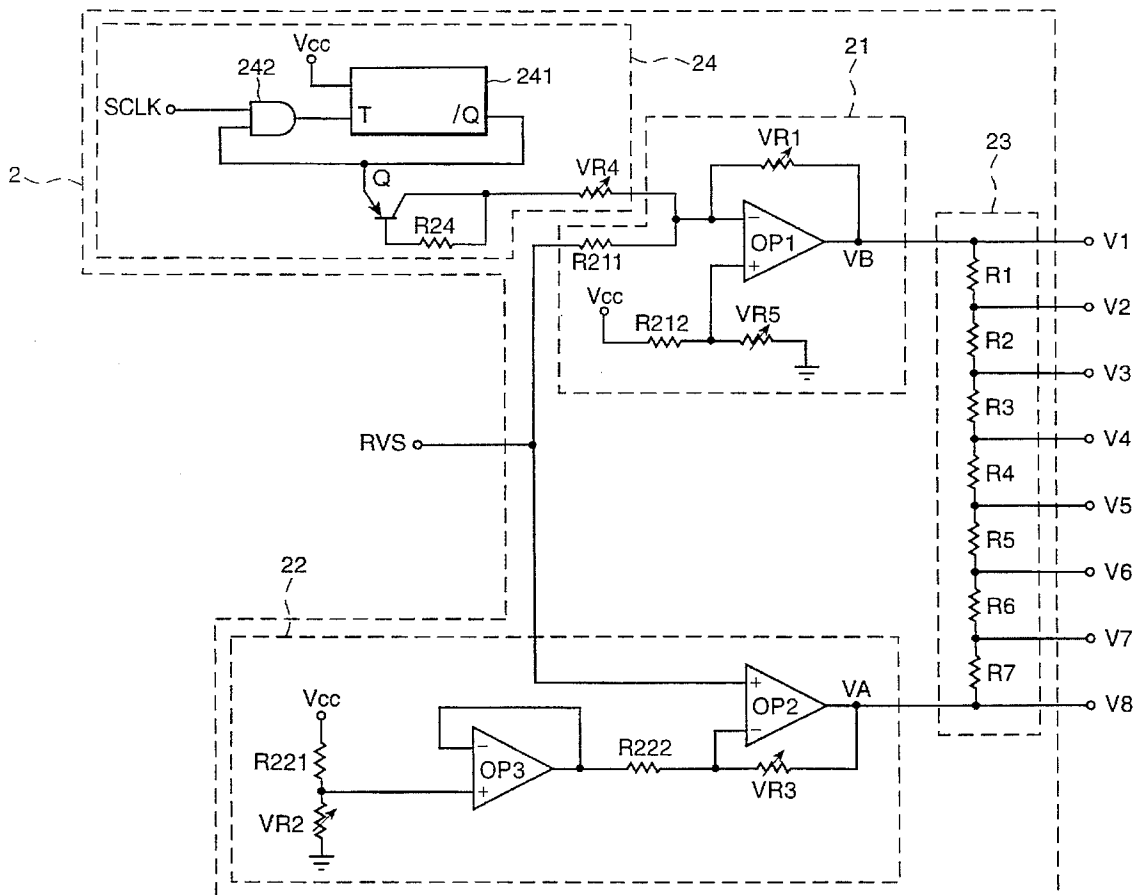 Vcc
242
241
24
21
SCLK
T
/Q
2
Q
VR4
VR1
23
R24
OP1
V1
R211
VB
R1
Vcc
V2
R212
VR5
R2
V3
R3
RVS
V4
R4
V5
R5
22
V6
R6
V7
Vcc
VA
R7
OP2
V8
R221
OP3
R222
VR3
VR2